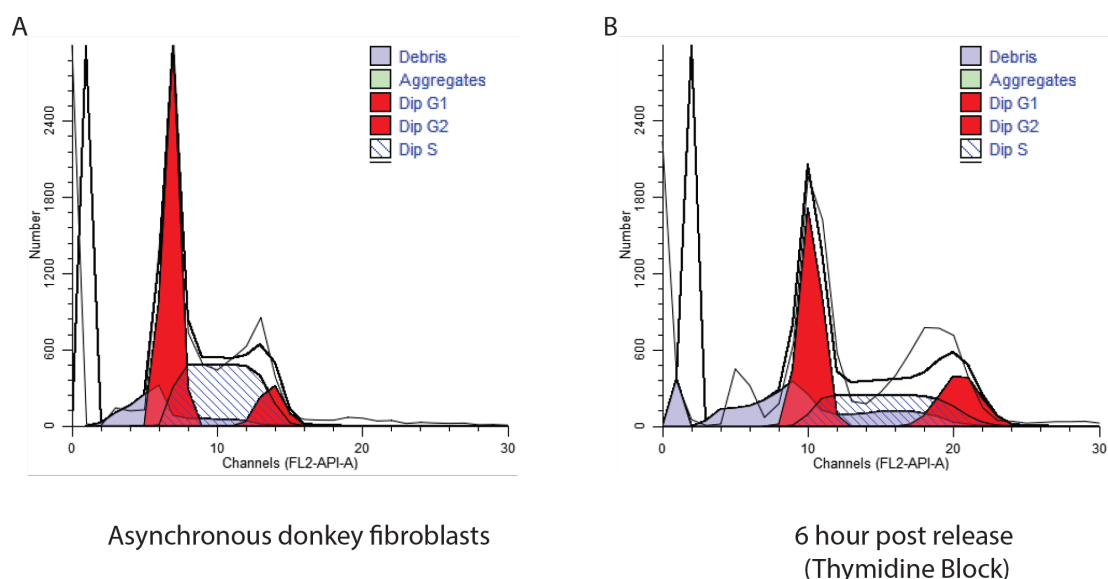 A
Debris
Aggregates
Dip G1
Dip G2
Dip S
Number
0 600 1200 1800 2400
0 10 20 30
Channels (FL2-API-A)
Asynchronous donkey fibroblasts
B
Debris
Aggregates
Dip G1
Dip G2
Dip S
Number
0 600 1200 1800 2400
0 10 20 30
Channels (FL2-API-A)
6 hour post release
(Thymidine Block)